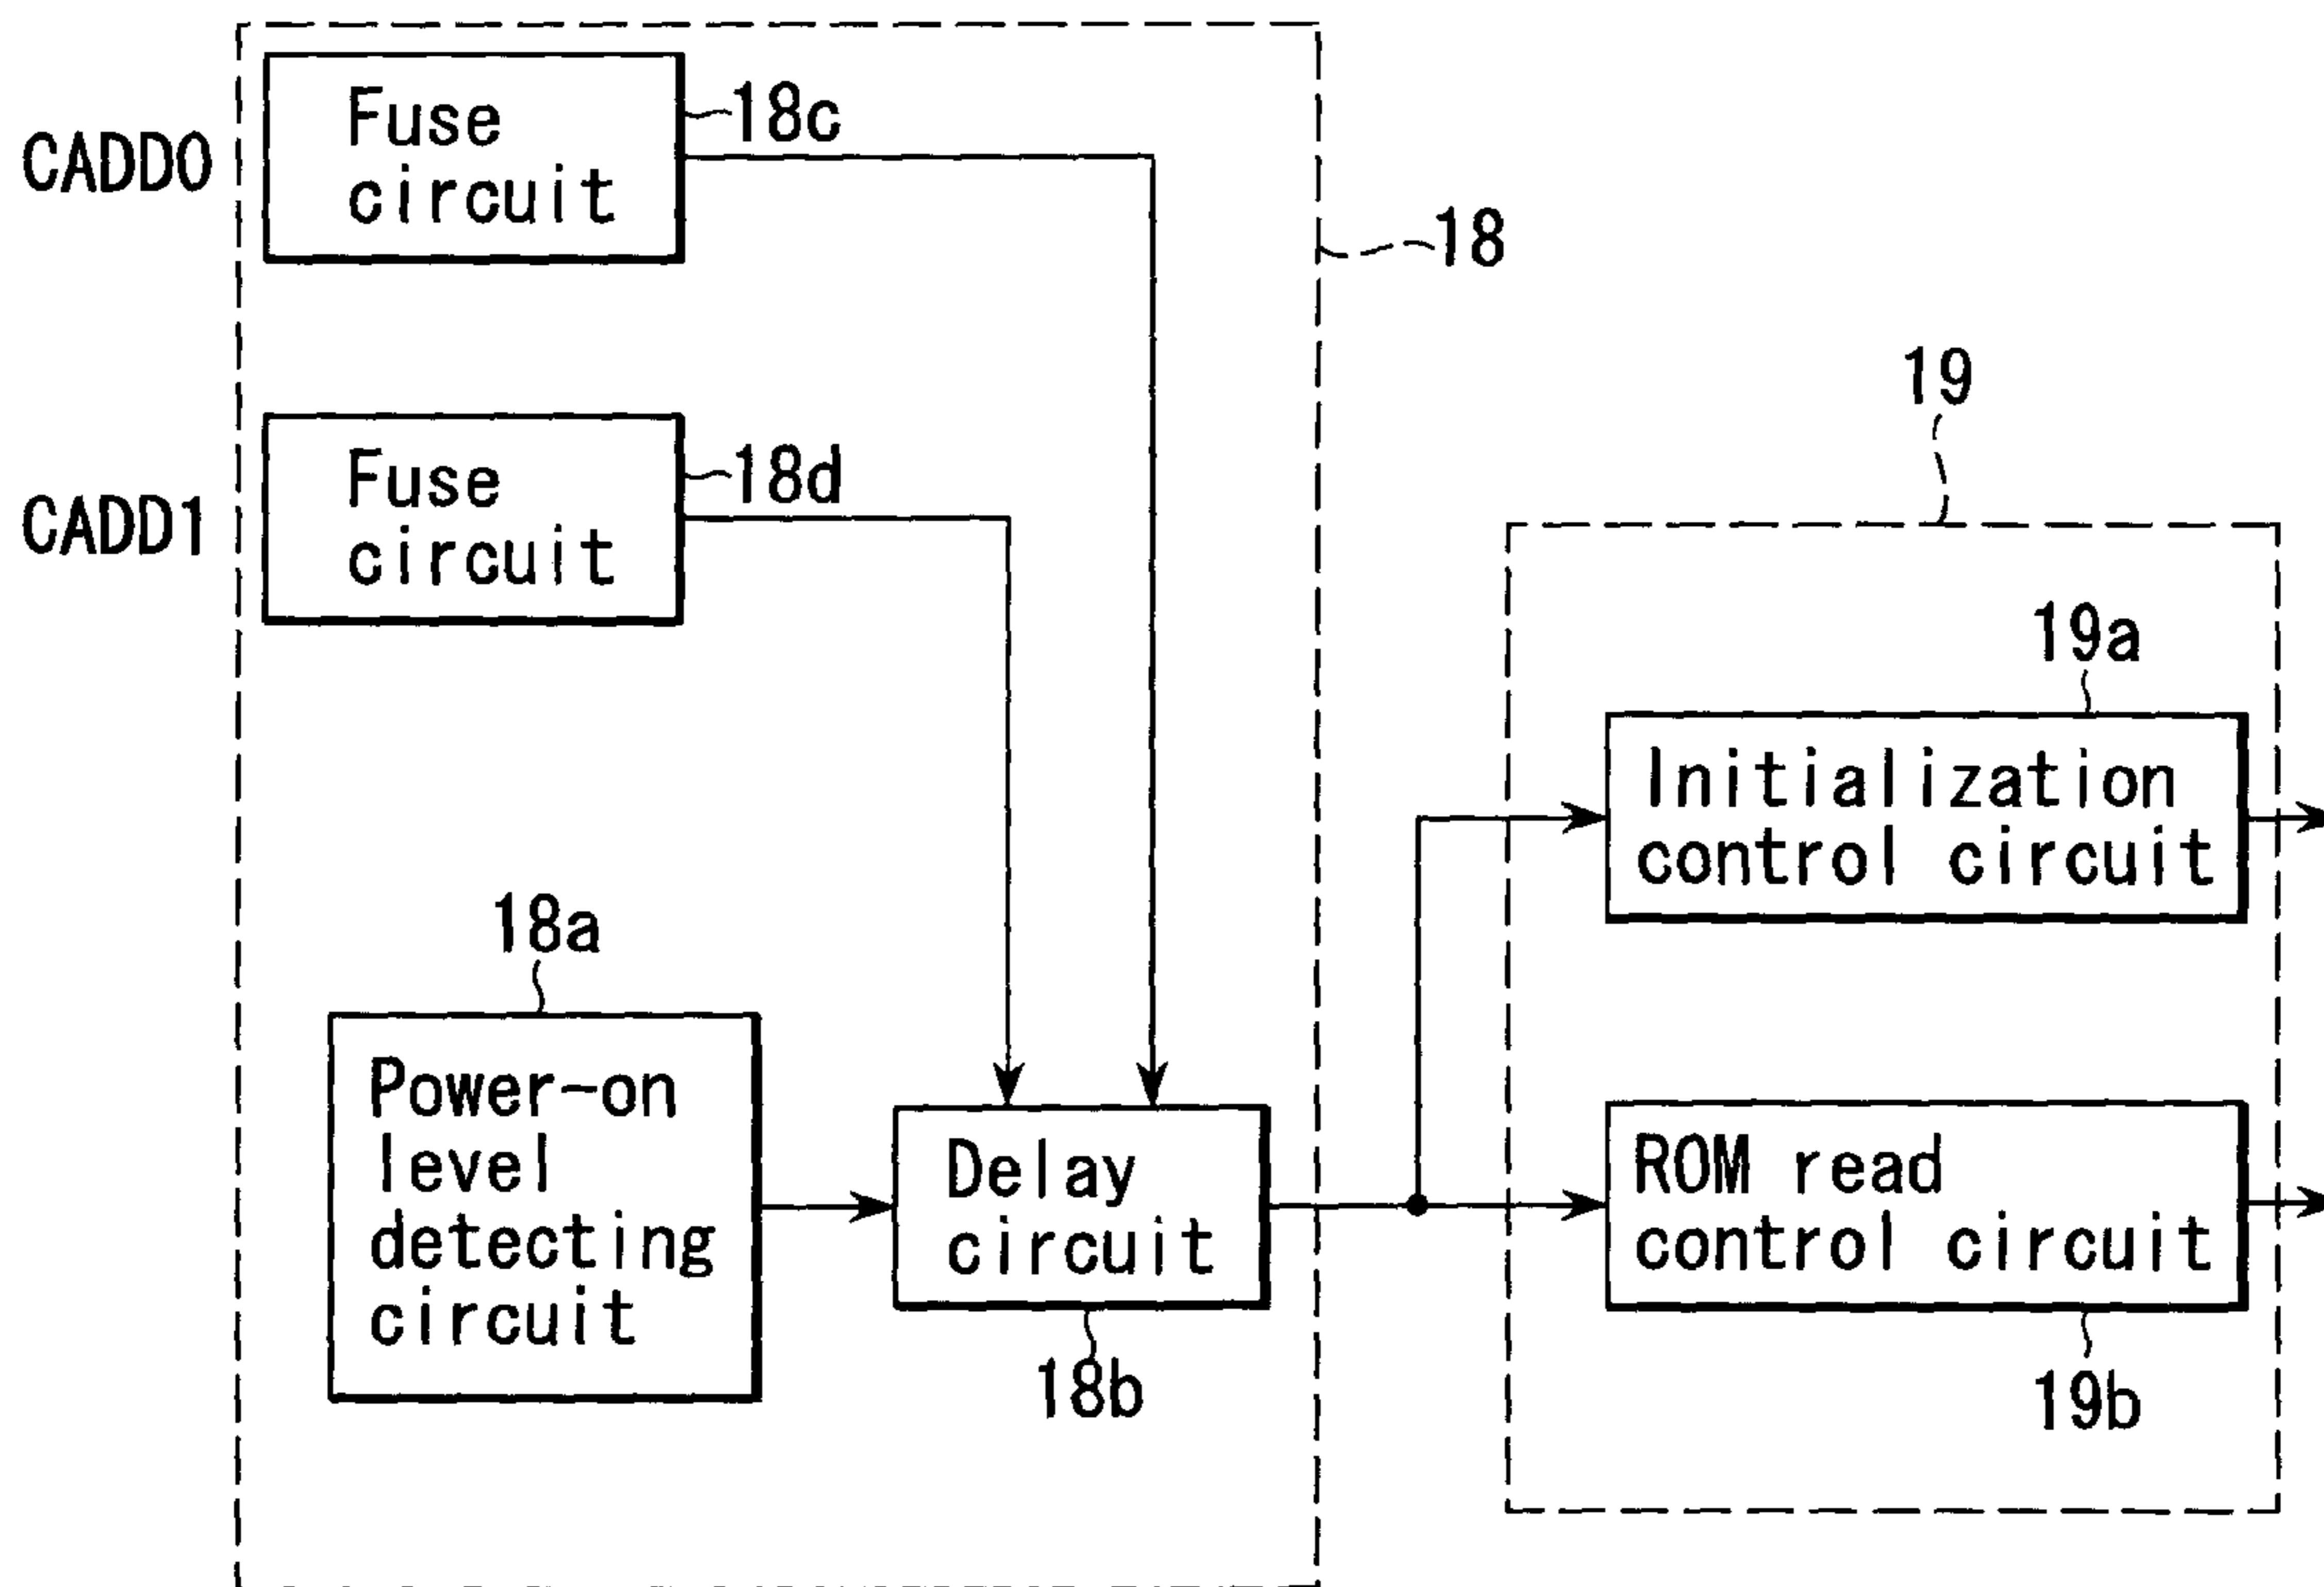 CADD0
Fuse
circuit
18c
18
CADD1
Fuse
circuit
18d
19
19a
Initialization
control circuit
18a
Power-on
level
detecting
circuit
Delay
circuit
18b
ROM read
control circuit
19b